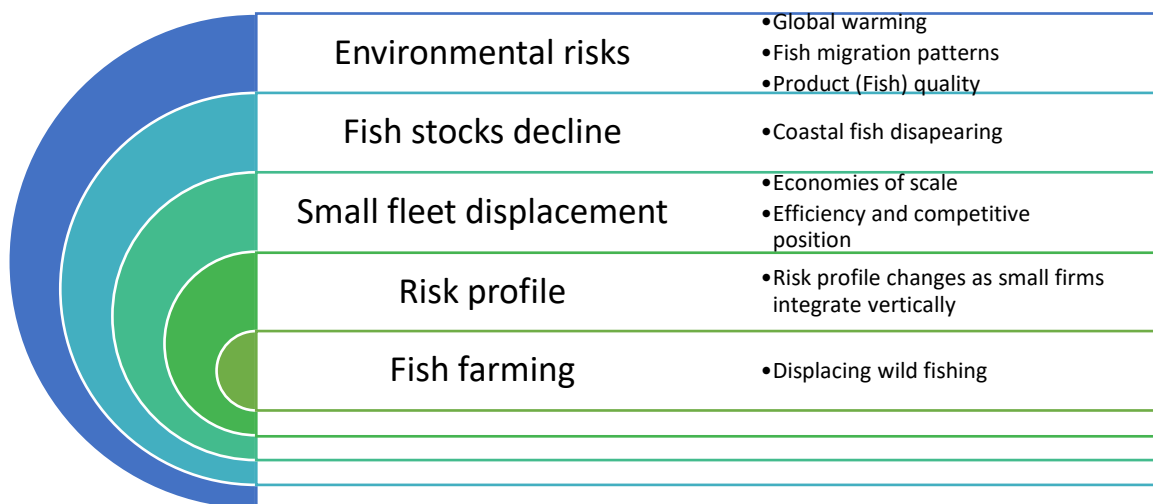 Environmental risks
•Global warming
•Fish migration patterns
•Product (Fish) quality
Fish stocks decline
•Coastal fish disapearing
Small fleet displacement
•Economies of scale
•Efficiency and competitive
position
Risk profile
•Risk profile changes as small firms
integrate vertically
Fish farming
•Displacing wild fishing